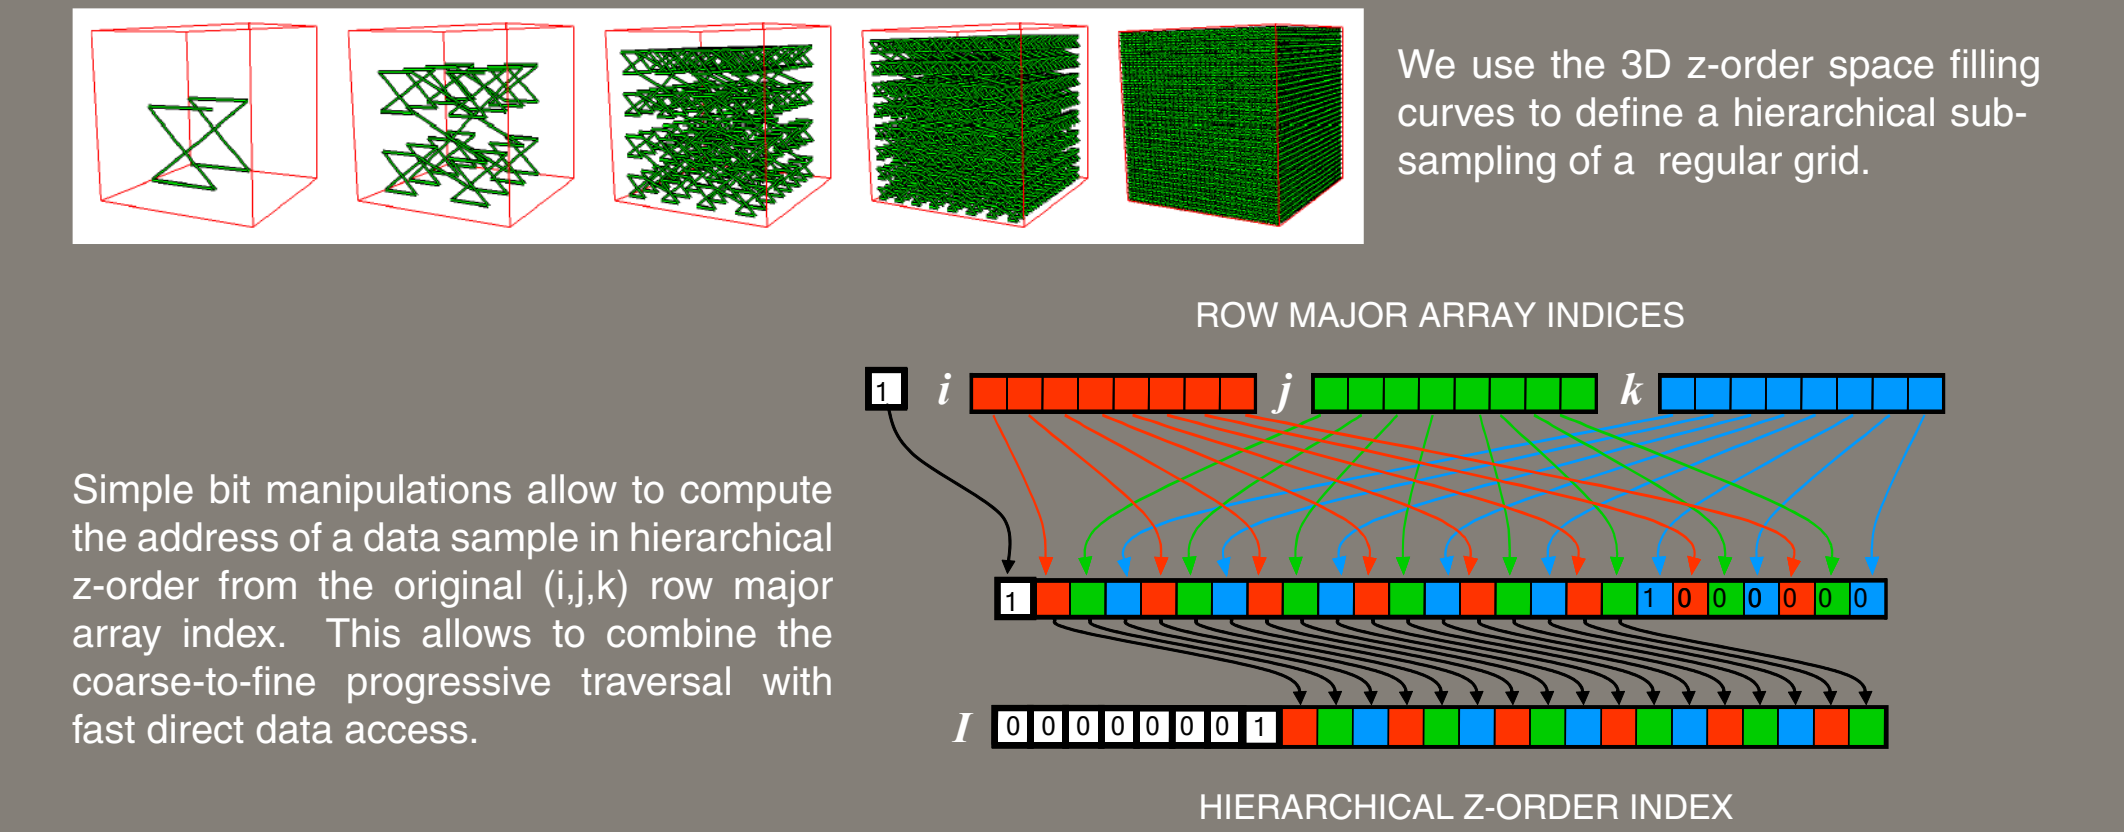 We use the 3D z-order space filling
curves to define a hierarchical sub-
sampling of a regular grid.
ROW MAJOR ARRAY INDICES
1 i j k
Simple bit manipulations allow to compute
the address of a data sample in hierarchical
z-order from the original (i,j,k) row major
array index. This allows to combine the
coarse-to-fine progressive traversal with
fast direct data access.
1 1 0 0 0 0 0 0
I 0 0 0 0 0 0 0 1
HIERARCHICAL Z-ORDER INDEX